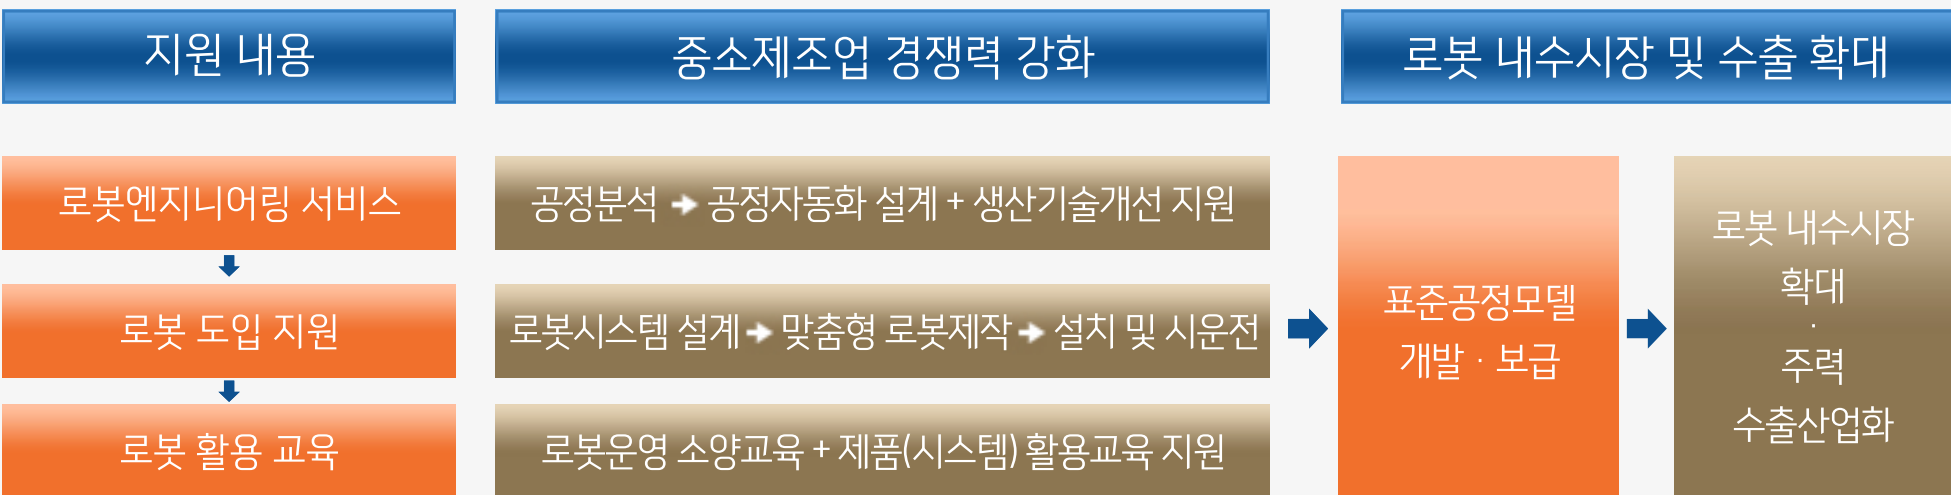 지원 내용
중소제조업 경쟁력 강화
로봇 내수시장 및 수출 확대
로봇엔지니어링 서비스
공정분석 ➡ 공정자동화 설계 + 생산기술개선 지원
로봇 도입 지원
로봇시스템 설계 ➡ 맞춤형 로봇제작 ➡ 설치 및 시운전
로봇 활용 교육
로봇운영 소양교육 + 제품(시스템) 활용교육 지원
표준공정모델
개발 · 보급
로봇 내수시장
확대
·
주력
수출산업화